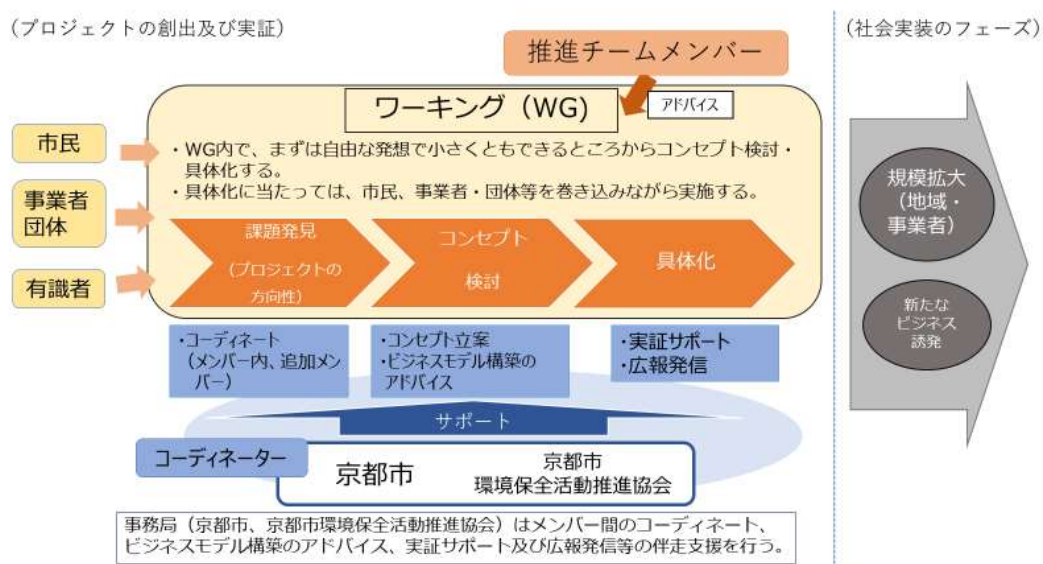 （プロジェクトの創出及び実証）
（社会実装のフェーズ）
推進チームメンバー
ワーキング（WG)
アドバイス
市民
事業者
団体
有識者
・WG内で、まずは自由な発想で小さくともできるところからコンセプト検討・
具体化する。
・具体化に当たっては、市民、事業者・団体等を巻き込みながら実施する。
課題発見
(プロジェクトの
方向性）
コンセプト
検討
具体化
・コーディネート
（メンバー内、追加メン
バー）
・コンセプト立案
・ビジネスモデル構築の
アドバイス
・実証サポート
・広報発信
サポート
コーディネーター
京都市
京都市
環境保全活動推進協会
事務局（京都市、京都市環境保全活動推進協会）はメンバー間のコーディネート、
ビジネスモデル構築のアドバイス、実証サポート及び広報発信等の伴走支援を行う。
規模拡大
（地域・
事業者）
新たな
ビジネス
誘発